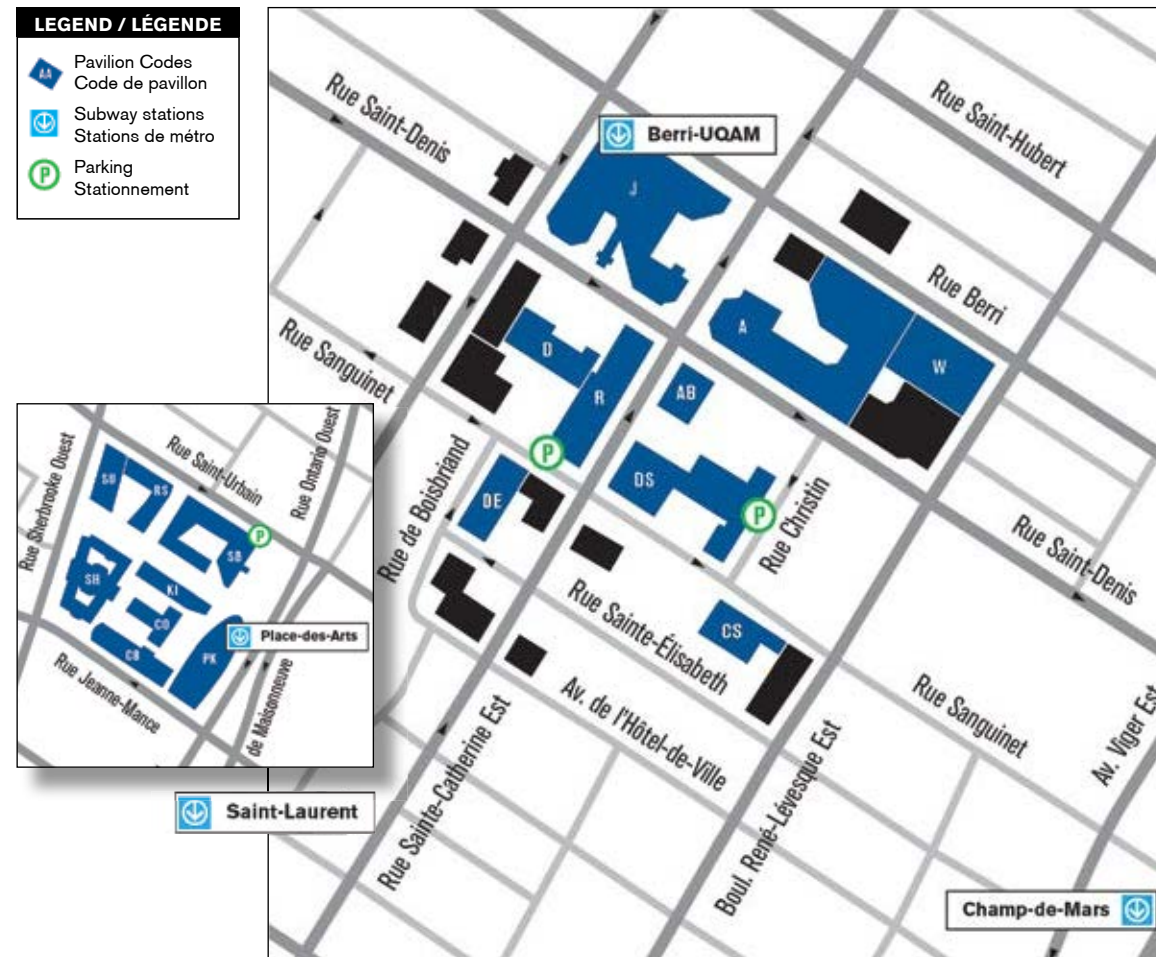 LEGEND / LÉGENDE
AA
Pavilion Codes
Code de pavillon
Subway stations
Stations de métro
P
Parking
Stationnement
Rue Saint-Denis
Berri-UQAM
Rue Saint-Hubert
J
Rue Berri
A
W
Rue Sanguinet
D
R
AB
P
DE
DS
P
Rue de Boisbriand
Rue Christin
Rue Saint-Denis
CS
Rue Sainte-Élisabeth
Av. de l'Hôtel-de-Ville
Rue Sanguinet
Av. Viger Est
Rue Sainte-Catherine Est
Boul. René-Lévesque Est
Champ-de-Mars
Rue Sherbrooke Ouest
Rue Saint-Urbain
Rue Ontario Ouest
SU
RS
SB
P
SH
KI
CO
CB
PK
Place-des-Arts
Rue Jeanne-Mance
de Maisonneuve
Saint-Laurent